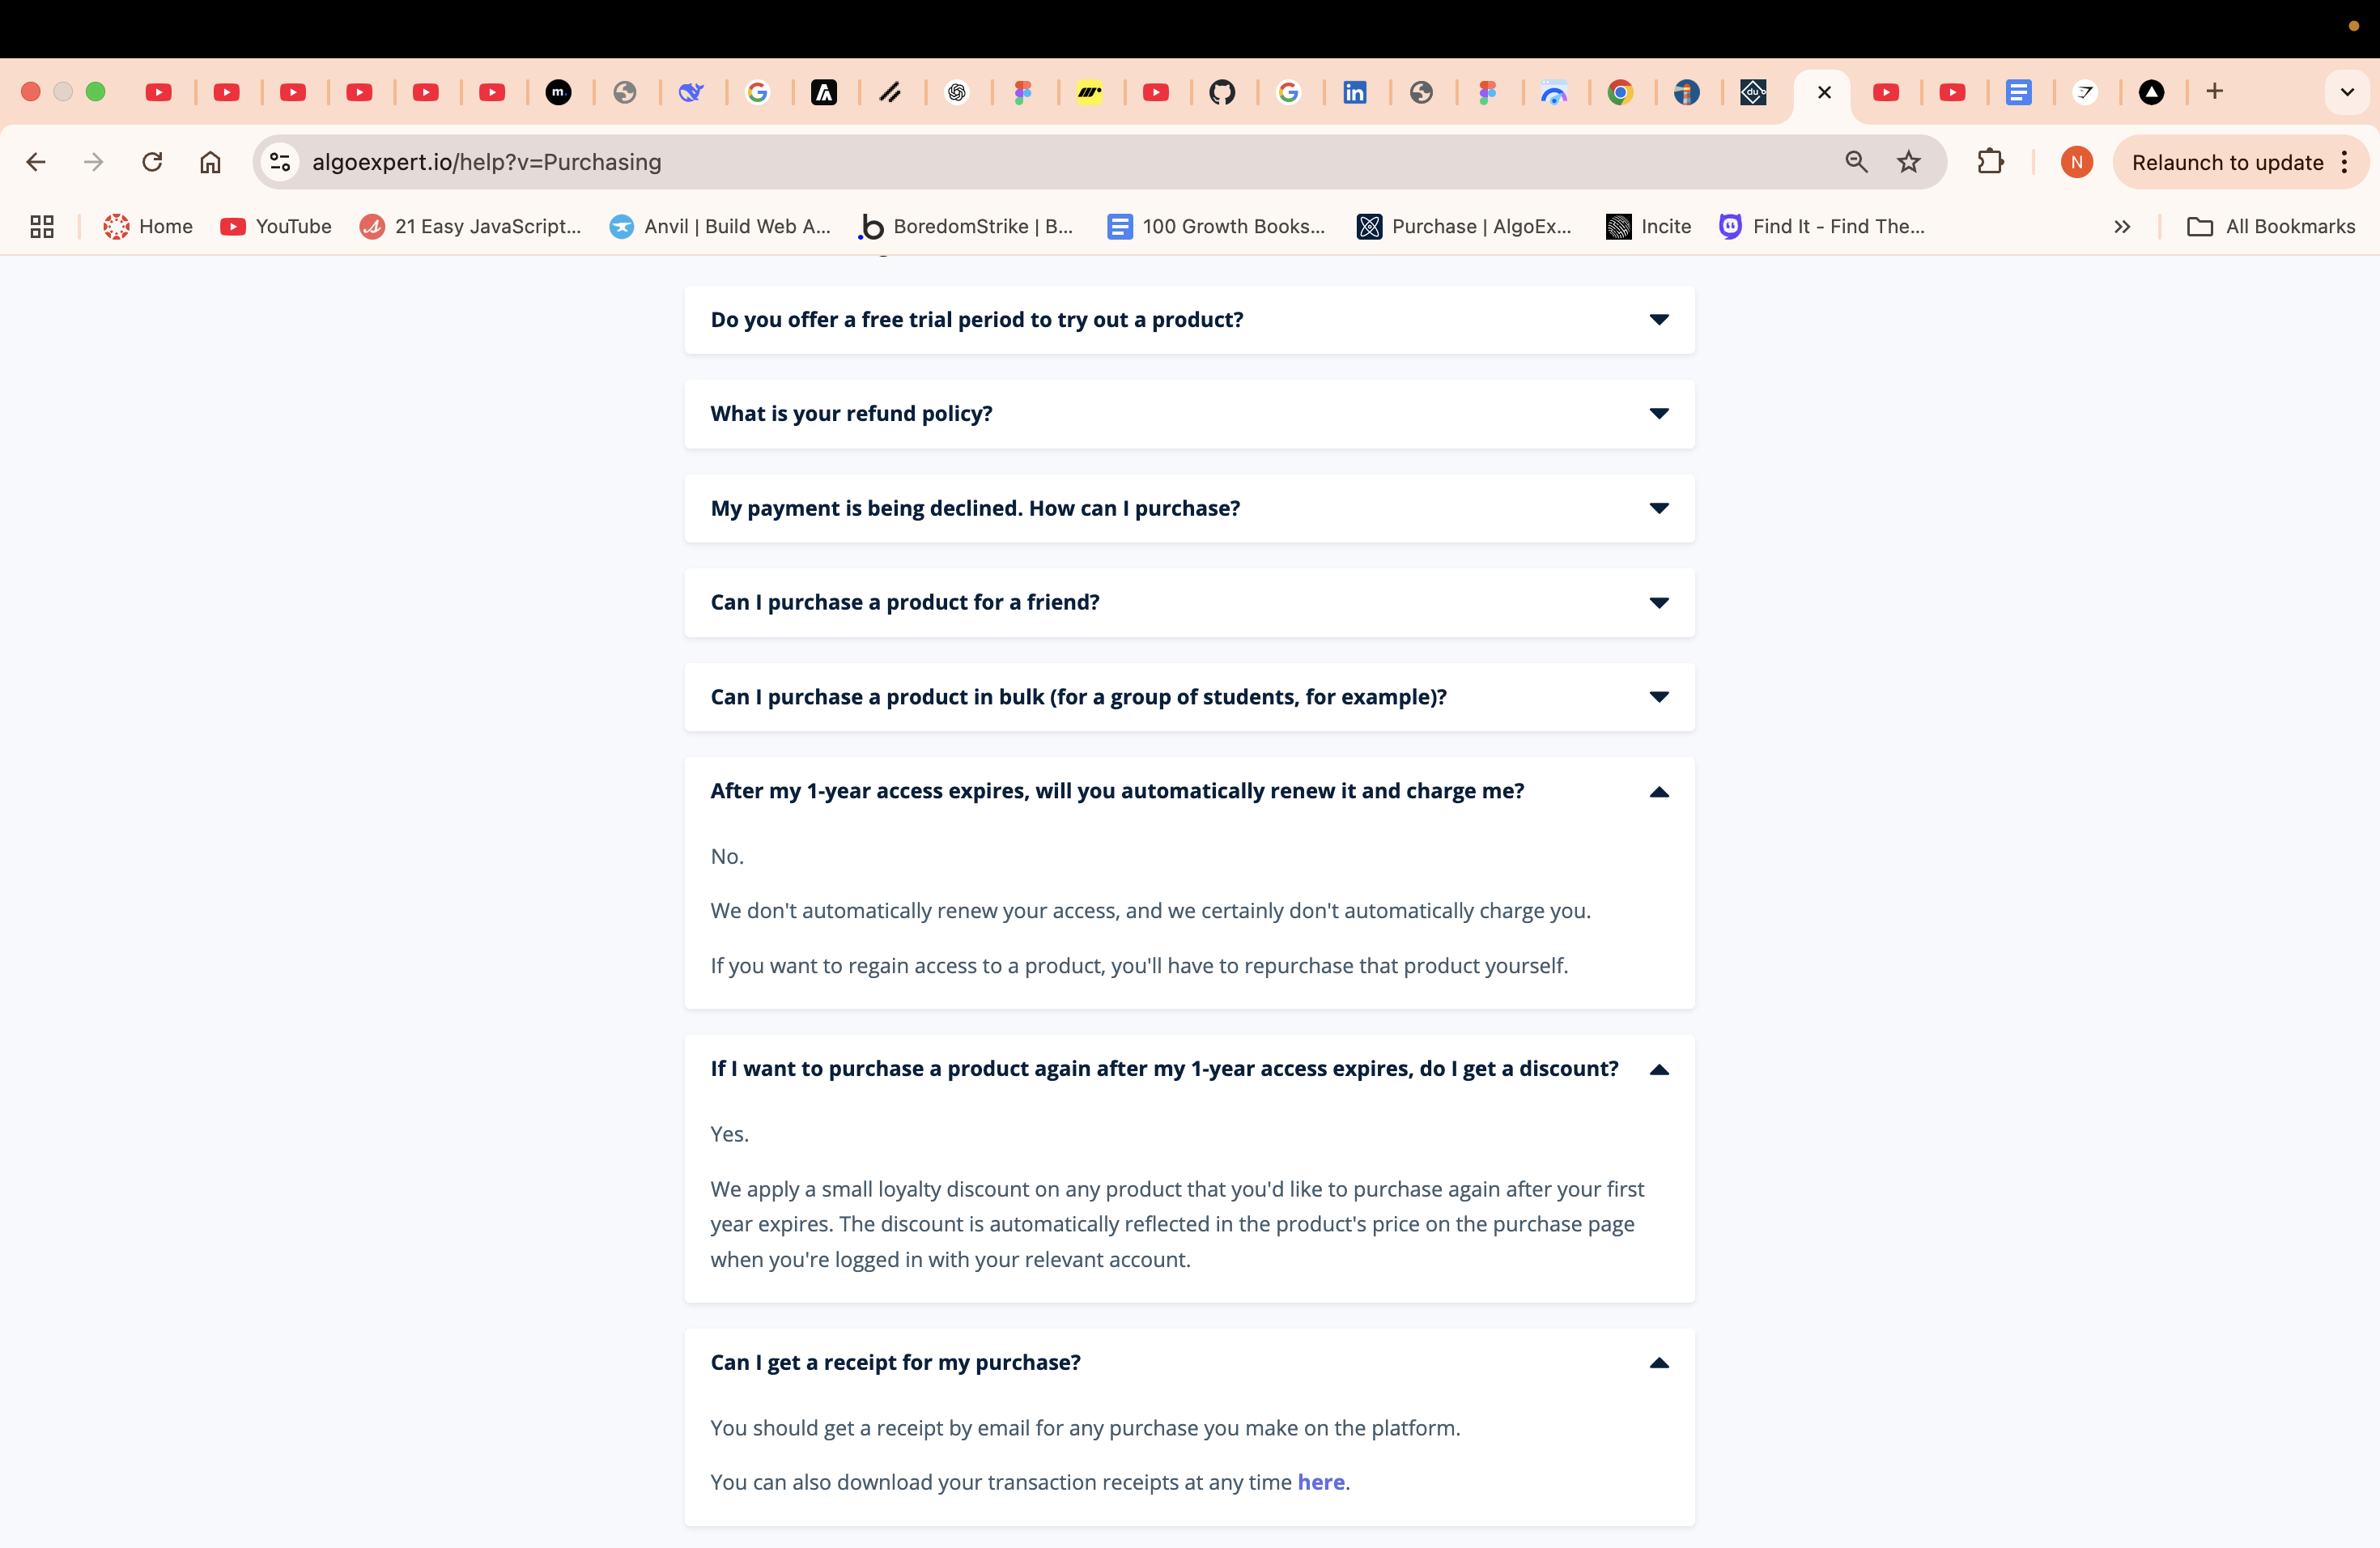 m.
du
algoexpert.io/help?v=Purchasing
N
Relaunch to update
Home
YouTube
21 Easy JavaScript...
Anvil | Build Web A...
BoredomStrike | B...
100 Growth Books...
Purchase | AlgoEx...
Incite
Find It - Find The...
All Bookmarks
Do you offer a free trial period to try out a product?
What is your refund policy?
My payment is being declined. How can I purchase?
Can I purchase a product for a friend?
Can I purchase a product in bulk (for a group of students, for example)?
After my 1-year access expires, will you automatically renew it and charge me?
No.
We don't automatically renew your access, and we certainly don't automatically charge you.
If you want to regain access to a product, you'll have to repurchase that product yourself.
If I want to purchase a product again after my 1-year access expires, do I get a discount?
Yes.
We apply a small loyalty discount on any product that you'd like to purchase again after your first
year expires. The discount is automatically reflected in the product's price on the purchase page
when you're logged in with your relevant account.
Can I get a receipt for my purchase?
You should get a receipt by email for any purchase you make on the platform.
You can also download your transaction receipts at any time here.